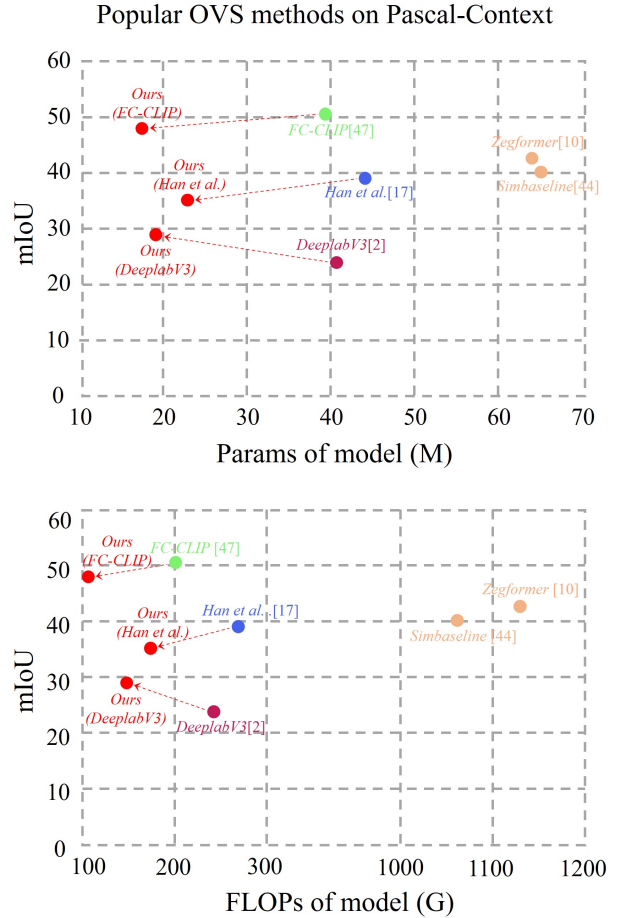 Popular OVS methods on Pascal-Context
60
50
40
30
20
10
0
mIoU
Ours
(FC-CLIP)
FC-CLIP[47]
Zegformer[10]
Simbaseline[44]
Ours
(Han et al.)
Han et al.[17]
DeeplabV3[2]
Ours
(DeeplabV3)
10 20 30 40 50 60 70
Params of model (M)
60
50
40
30
20
10
0
mIoU
Ours
(FC-CLIP)
FC-CLIP [47]
Zegformer [10]
Simbaseline [44]
Ours
(Han et al.)
Han et al. .[17]
Ours
(DeeplabV3)
DeeplabV3[2]
100 200 300 1000 1100 1200
FLOPs of model (G)